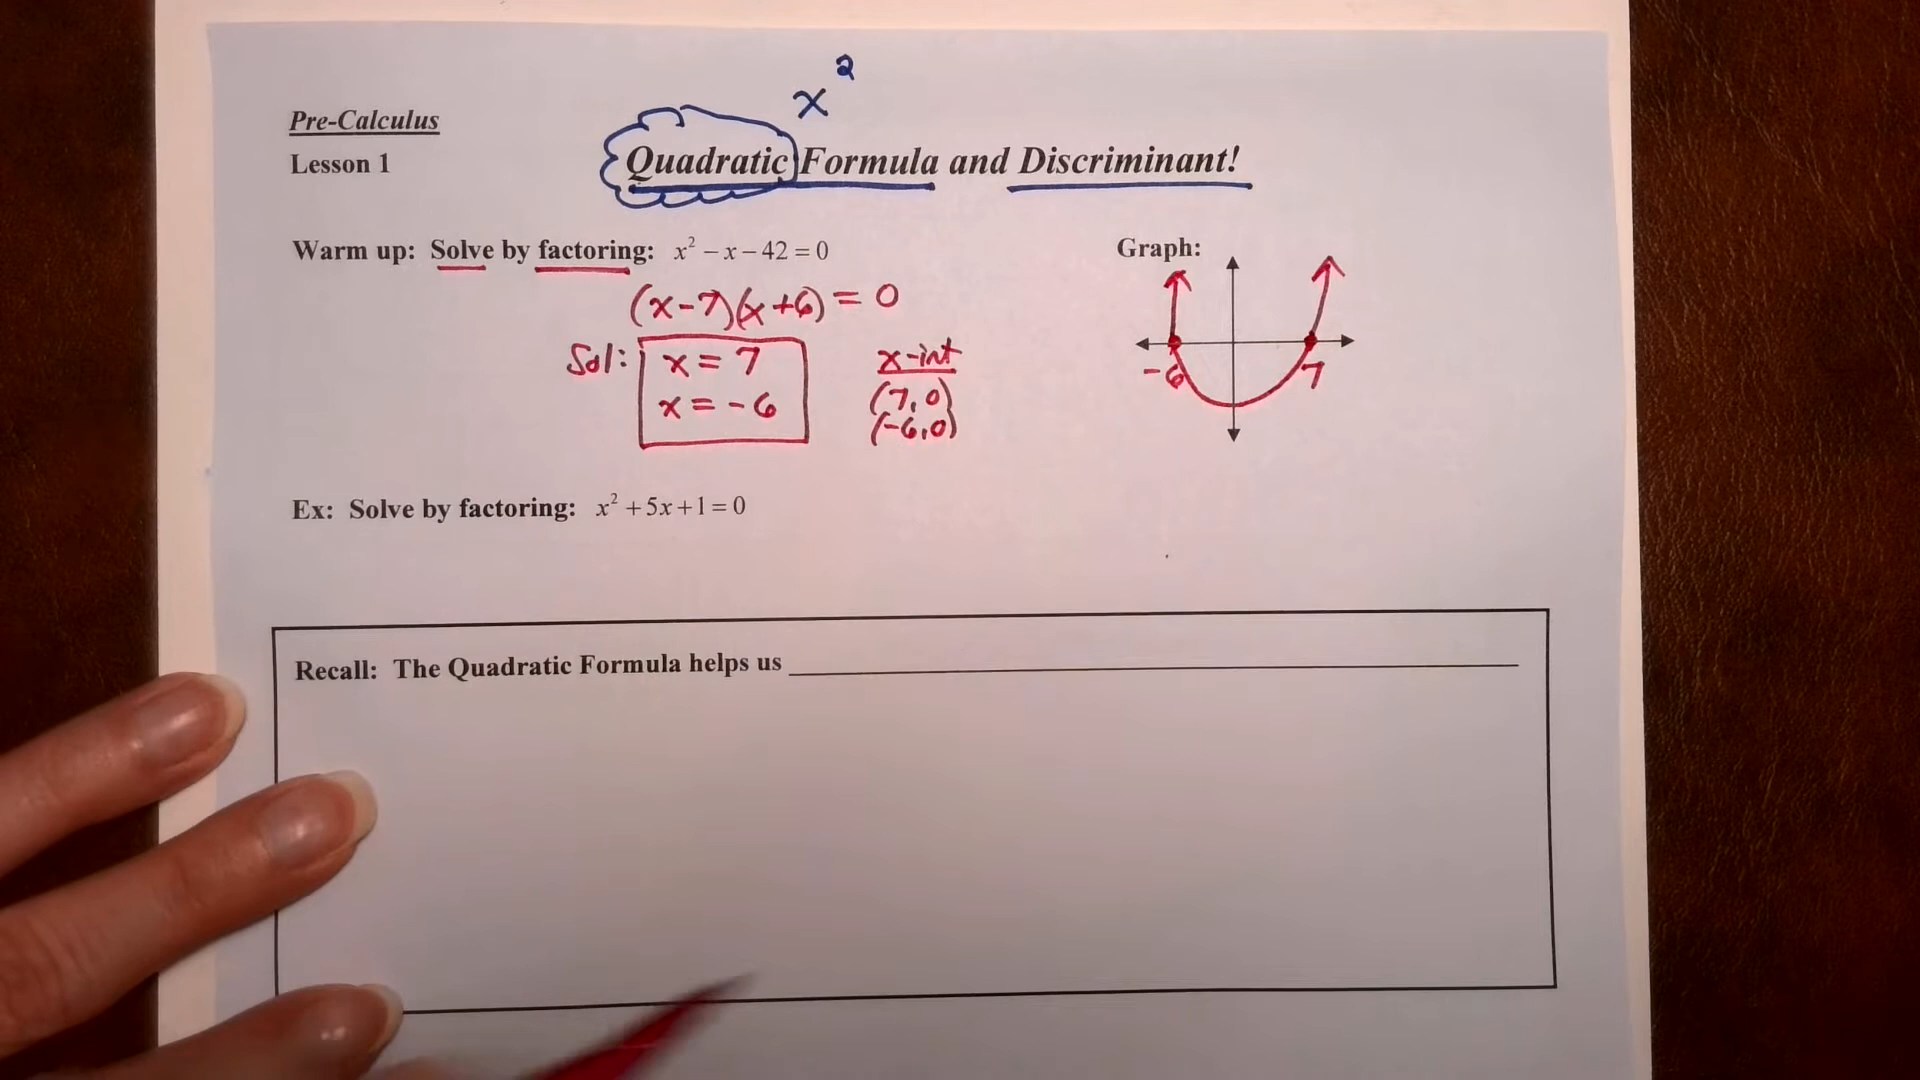 x²
Pre-Calculus
Lesson 1
Quadratic Formula and Discriminant!
Warm up: Solve by factoring: x² – x – 42 = 0
Graph:
(x-7)(x+6) = 0
Sol: x = 7
x = -6
x-int
(7,0)
(-6,0)
-6
7
Ex: Solve by factoring: x² + 5x + 1 = 0
Recall: The Quadratic Formula helps us ____________________